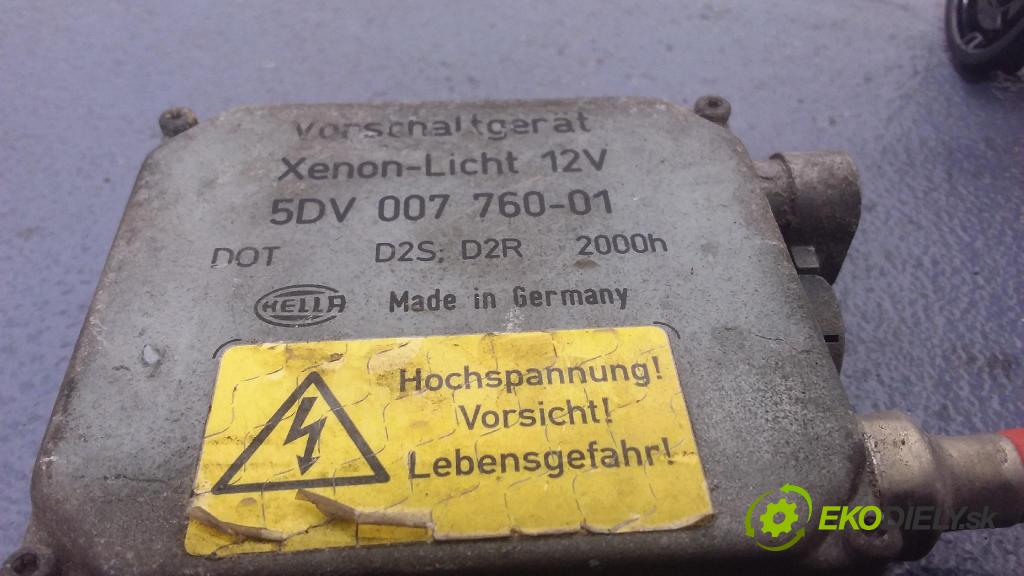 Vorschaltgerät
Xenon-Licht 12V
5DV 007 760-01
DOT D2S; D2R 2000h
HELLA Made in Germany
Hochspannung!
Vorsicht!
Lebensgefahr!
EKODIELY.sk